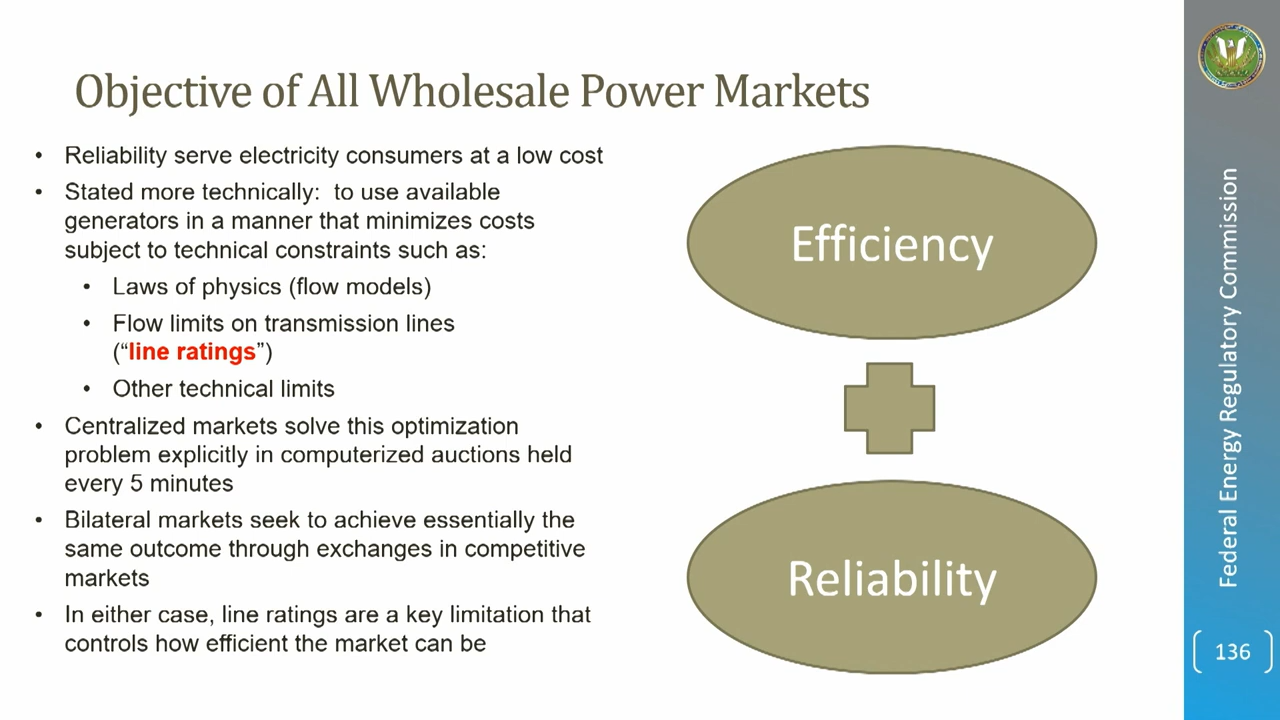 Objective of All Wholesale Power Markets
• Reliability serve electricity consumers at a low cost
• Stated more technically: to use available
generators in a manner that minimizes costs
subject to technical constraints such as:
• Laws of physics (flow models)
• Flow limits on transmission lines
(“line ratings”)
• Other technical limits
• Centralized markets solve this optimization
problem explicitly in computerized auctions held
every 5 minutes
• Bilateral markets seek to achieve essentially the
same outcome through exchanges in competitive
markets
• In either case, line ratings are a key limitation that
controls how efficient the market can be
Efficiency
Reliability
Federal Energy Regulatory Commission
136